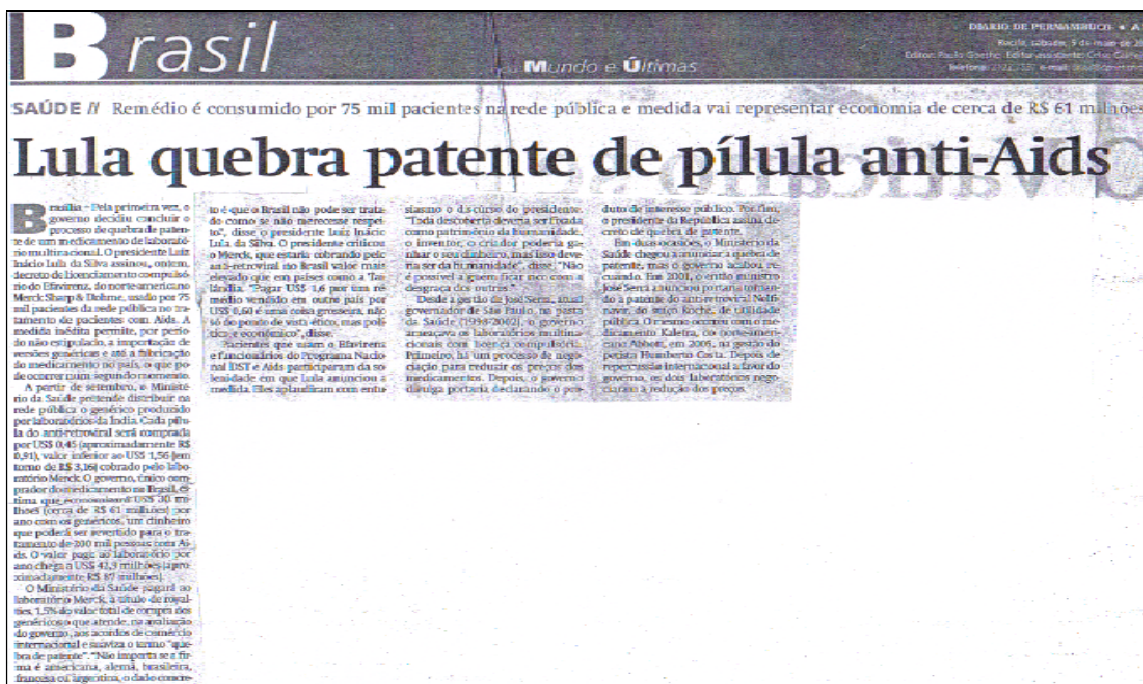 Brasil
Mundo e Últimas
DIARIO DE PERNAMBUCO • A
Recife, sábado, 5 de maio de
SAÚDE // Remédio é consumido por 75 mil pacientes na rede pública e medida vai representar economia de cerca de R$ 61 milhões
Lula quebra patente de pílula anti-Aids
Brasília - Pela primeira vez, o
governo decidiu concluir o
processo de quebra de paten-
te de um medicamento de laborató-
rio multinacional. O presidente Luiz
Inácio Lula da Silva assinou, ontem,
decreto de licenciamento compulsó-
rio do Efavirenz, do norte-americano
Merck Sharp & Dohme, usado por 75
mil pacientes da rede pública no tra-
tamento de pacientes com Aids. A
medida inédita permite, por perío-
do não estipulado, a importação de
versões genéricas e até a fabricação
do medicamento no país, o que po-
de ocorrer num segundo momento.
A partir de setembro, o Ministé-
rio da Saúde pretende distribuir na
rede pública o genérico produzido
por laboratórios da Índia. Cada pílu-
la do anti-retroviral será comprada
por US$ 0,45 (aproximadamente R$
0,91), valor inferior ao US$ 1,56 (em
torno de R$ 3,16) cobrado pelo labo-
ratório Merck. O governo, único com-
prador do medicamento no Brasil, es-
tima que economizará US$ 30 mi-
lhões (cerca de R$ 61 milhões) por
ano com os genéricos, um dinheiro
que poderá ser revertido para o tra-
tamento de 200 mil pessoas com Ai-
ds. O valor pago ao laboratório por
ano chega a US$ 42,9 milhões (apro-
ximadamente R$ 87 milhões).
O Ministério da Saúde pagará ao
laboratório Merck, a título de royal-
ties, 1,5% do valor total de compra dos
genéricos o que atende, na avaliação
do governo, aos acordos de comércio
internacional e suaviza o termo "que-
bra de patente". "Não importa se a fir-
ma é americana, alemã, brasileira,
francesa ou argentina, o dado concre-
to é que o Brasil não pode ser trata-
do como se não merecesse respei-
to", disse o presidente Luiz Inácio
Lula da Silva. O presidente criticou
o Merck, que estaria cobrando pelo
anti-retroviral no Brasil valor mais
elevado que em países como a Tai-
lândia. "Pagar US$ 1,6 por um re-
médio vendido em outro país por
US$ 0,60 é uma coisa grosseira, não
só do ponto de vista ético, mas polí-
tico e econômico", disse.
Pacientes que usam o Efavirenz
e funcionários do Programa Nacio-
nal DST e Aids participaram da so-
lenidade em que Lula anunciou a
medida. Eles aplaudiram com entu-
siasmo o discurso do presidente.
"Toda descoberta deveria ser fixada
como patrimônio da humanidade,
o inventor, o criador poderia ga-
nhar o seu dinheiro, mas isso deve-
ria ser da humanidade", disse. "Não
é possível alguém ficar rico com a
desgraça dos outros".
Desde a gestão de José Serra, atual
governador de São Paulo, na pasta
da Saúde (1998-2002), o governo
ameaçava os laboratórios multina-
cionais com licença compulsória.
Primeiro, há um processo de nego-
ciação para reduzir os preços dos
medicamentos. Depois, o governo
divulga portaria declarando o pro-
duto de interesse público. Por fim,
o presidente da República assina de-
creto de quebra de patente.
Em duas ocasiões, o Ministério da
Saúde chegou a anunciar a quebra de
patente, mas o governo acabou re-
cuando. Em 2001, o então ministro
José Serra anunciou portaria tornan-
do a patente do anti-retroviral Nelfi-
navir, do suíço Roche, de utilidade
pública. O mesmo ocorreu com o me-
dicamento Kaletra, do norte-ameri-
cano Abbott, em 2005, na gestão do
petista Humberto Costa. Depois de
repercussão internacional a favor do
governo, os dois laboratórios nego-
ciaram a redução dos preços.